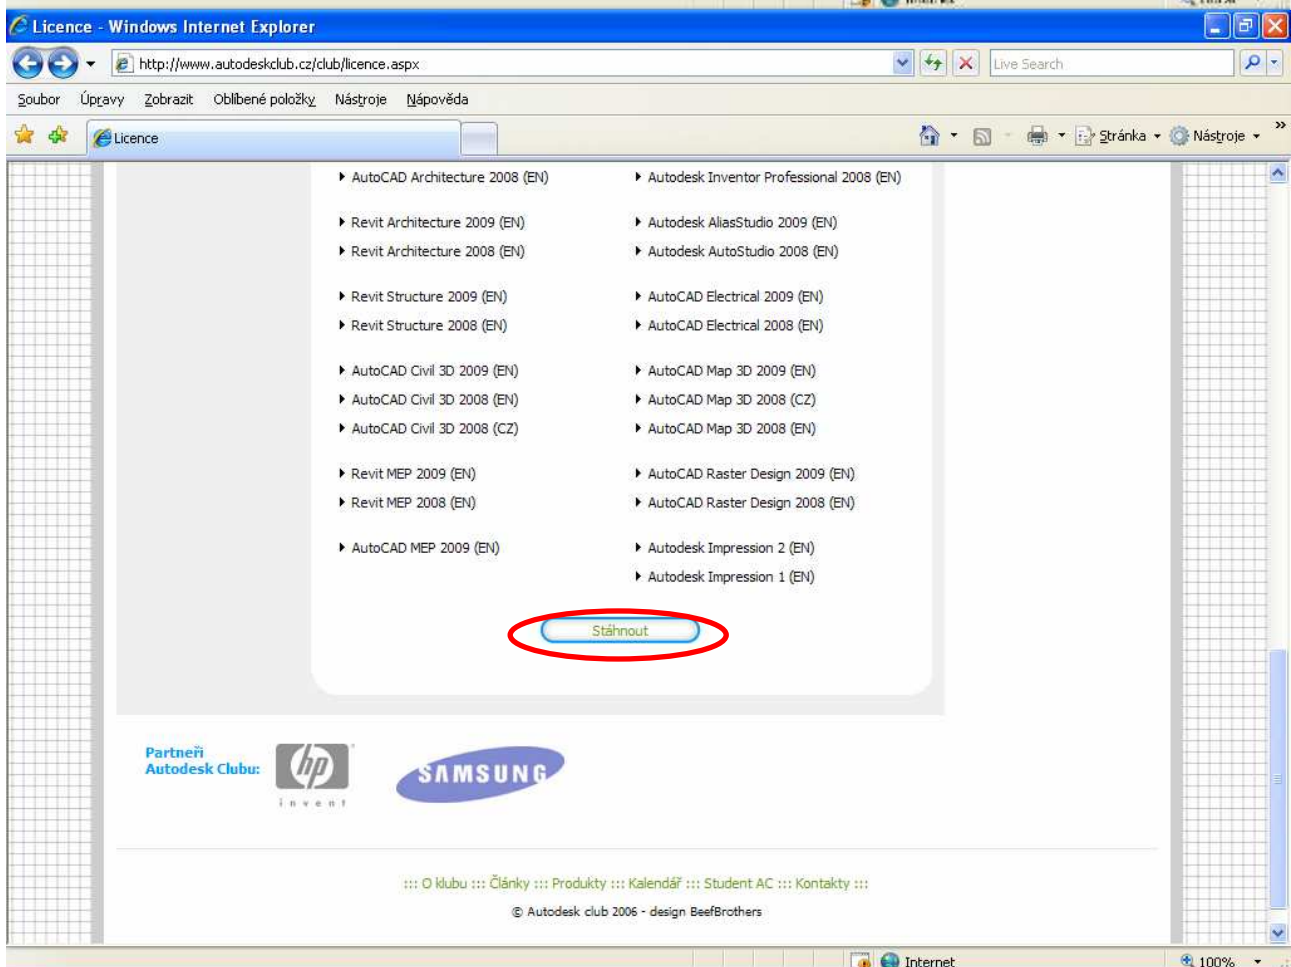 Internet
Licence - Windows Internet Explorer
http://www.autodeskclub.cz/club/licence.aspx
Live Search
Soubor Úpravy Zobrazit Oblíbené položky Nástroje Nápověda
Licence
Stránka
Nástroje
»
AutoCAD Architecture 2008 (EN)
Autodesk Inventor Professional 2008 (EN)
Revit Architecture 2009 (EN)
Autodesk AliasStudio 2009 (EN)
Revit Architecture 2008 (EN)
Autodesk AutoStudio 2008 (EN)
Revit Structure 2009 (EN)
AutoCAD Electrical 2009 (EN)
Revit Structure 2008 (EN)
AutoCAD Electrical 2008 (EN)
AutoCAD Civil 3D 2009 (EN)
AutoCAD Map 3D 2009 (EN)
AutoCAD Civil 3D 2008 (EN)
AutoCAD Map 3D 2008 (CZ)
AutoCAD Civil 3D 2008 (CZ)
AutoCAD Map 3D 2008 (EN)
Revit MEP 2009 (EN)
AutoCAD Raster Design 2009 (EN)
Revit MEP 2008 (EN)
AutoCAD Raster Design 2008 (EN)
AutoCAD MEP 2009 (EN)
Autodesk Impression 2 (EN)
Autodesk Impression 1 (EN)
Stáhnout
Partneři
Autodesk Clubu:
hp
invent
SAMSUNG
::: O klubu ::: Články ::: Produkty ::: Kalendář ::: Student AC ::: Kontakty :::
© Autodesk club 2006 - design BeefBrothers
Internet
100%